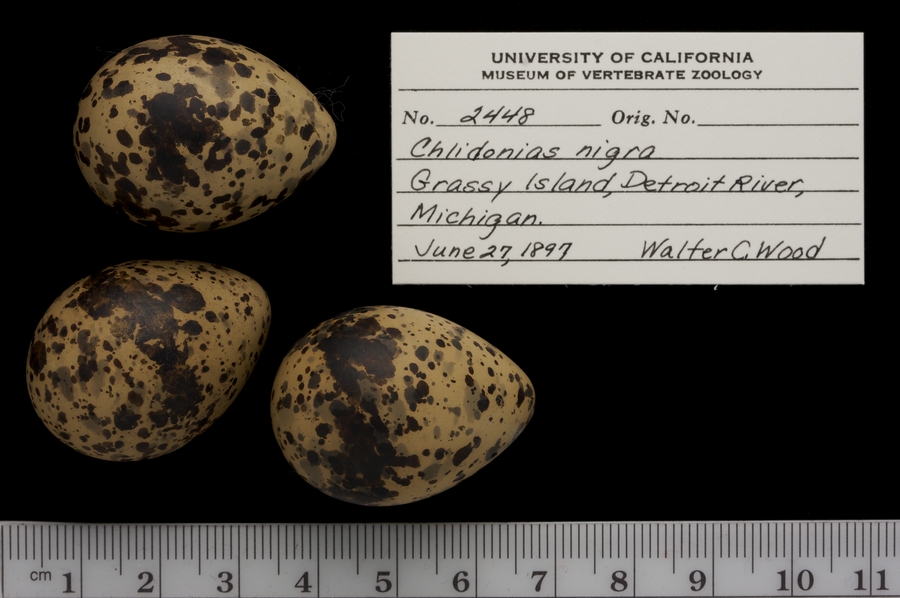 UNIVERSITY OF CALIFORNIA
MUSEUM OF VERTEBRATE ZOOLOGY
No. 2448 Orig. No.
Chlidonias nigra
Grassy Island, Detroit River,
Michigan.
June 27, 1897 Walter C. Wood
cm 1 2 3 4 5 6 7 8 9 10 11